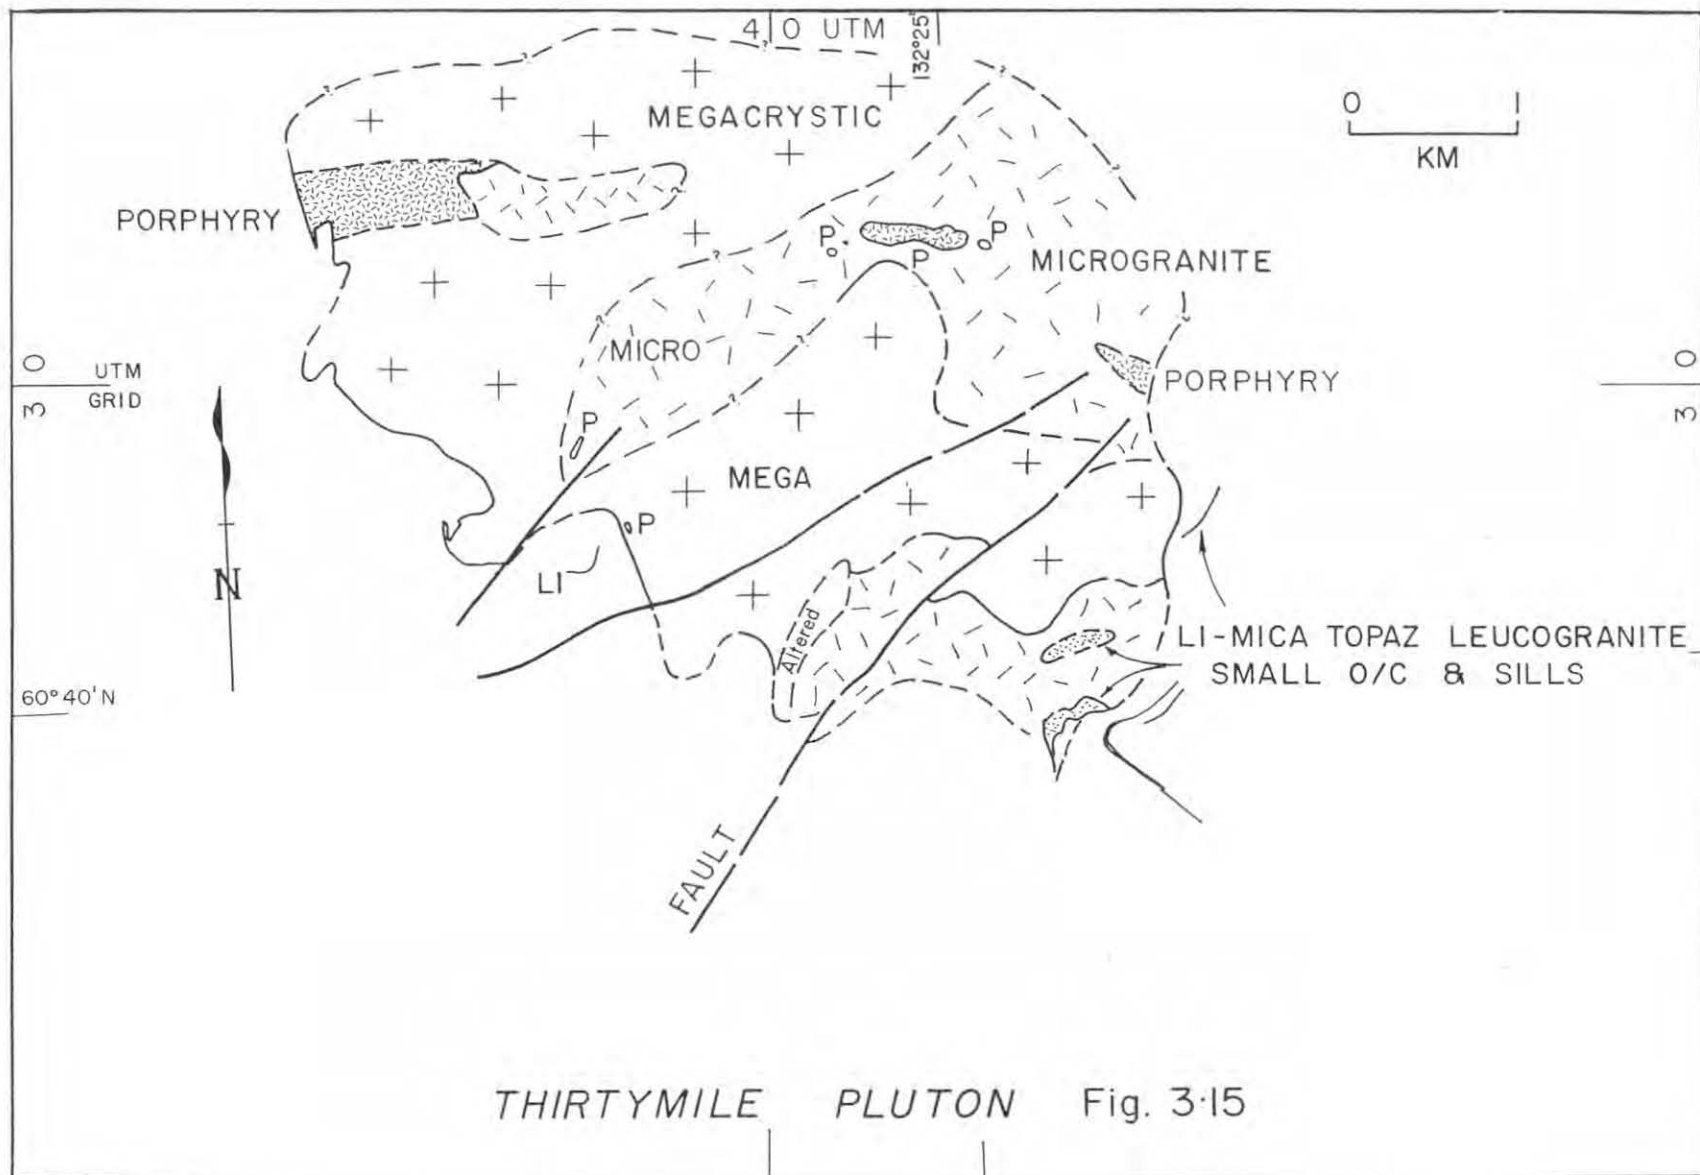 4 0 UTM
132°25'
0 1
KM
MEGACRYSTIC
PORPHYRY
P P
P
MICROGRANITE
MICRO
0
UTM
GRID
3
0
3
PORPHYRY
P
MEGA
P
LI
N
Altered
LI-MICA TOPAZ LEUCOGRANITE
SMALL O/C & SILLS
60°40'N
FAULT
THIRTYMILE PLUTON Fig. 3·15